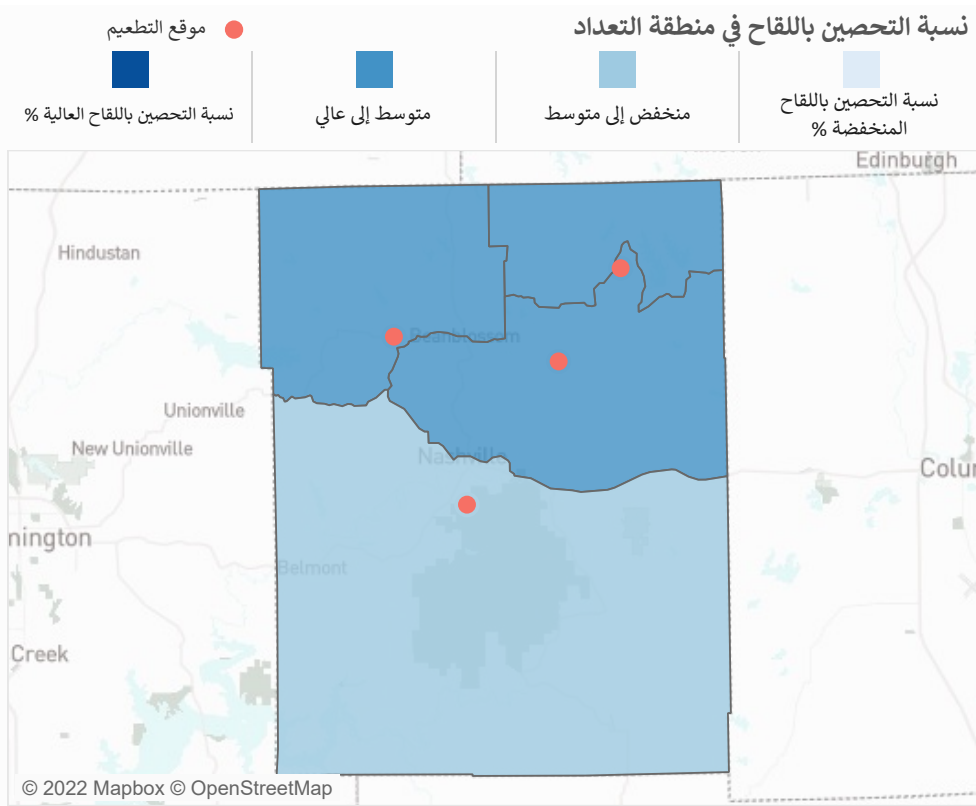 نسبة التحصين باللقاح في منطقة التعداد
موقع التطعيم
نسبة التحصين باللقاح
المنخفضة %
منخفض إلى متوسط
متوسط إلى عالي
نسبة التحصين باللقاح العالية %
Edinburgh
Hindustan
Beanblossom
Unionville
New Unionville
Nashville
Colu
nington
Belmont
Creek
© 2022 Mapbox © OpenStreetMap